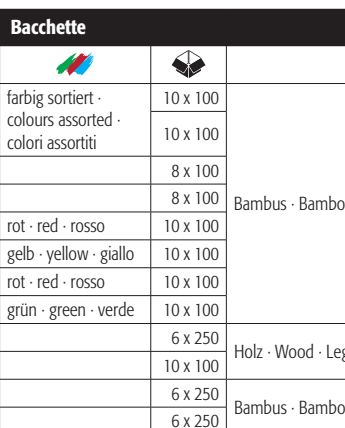 Bacchette
farbig sortiert ·
colours assorted ·
colori assortiti
10 x 100
10 x 100
8 x 100
8 x 100
Bambus · Bambo
rot · red · rosso 10 x 100
gelb · yellow · giallo 10 x 100
rot · red · rosso 10 x 100
grün · green · verde 10 x 100
6 x 250
Holz · Wood · Leg
10 x 100
6 x 250
Bambus · Bambo
6 x 250